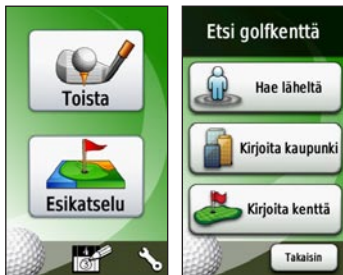 Toista
Esikatselu
Etsi golfkenttä
Hae läheltä
Kirjoita kaupunki
Kirjoita kenttä
Takaisin